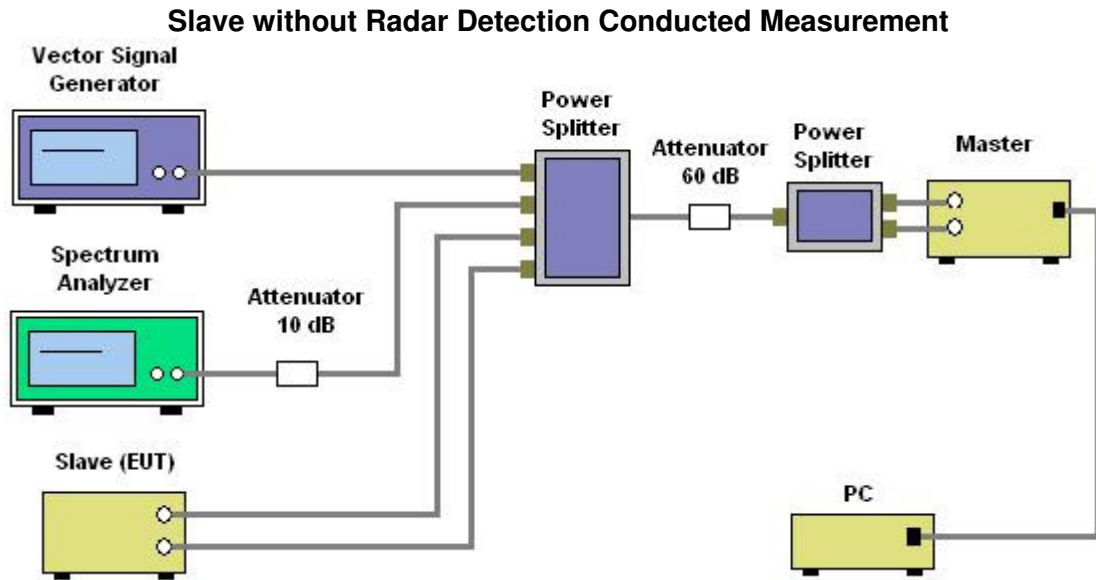 Slave without Radar Detection Conducted Measurement
Vector Signal
Generator
Power
Splitter
Attenuator
60 dB
Power
Splitter
Master
Spectrum
Analyzer
Attenuator
10 dB
Slave (EUT)
PC